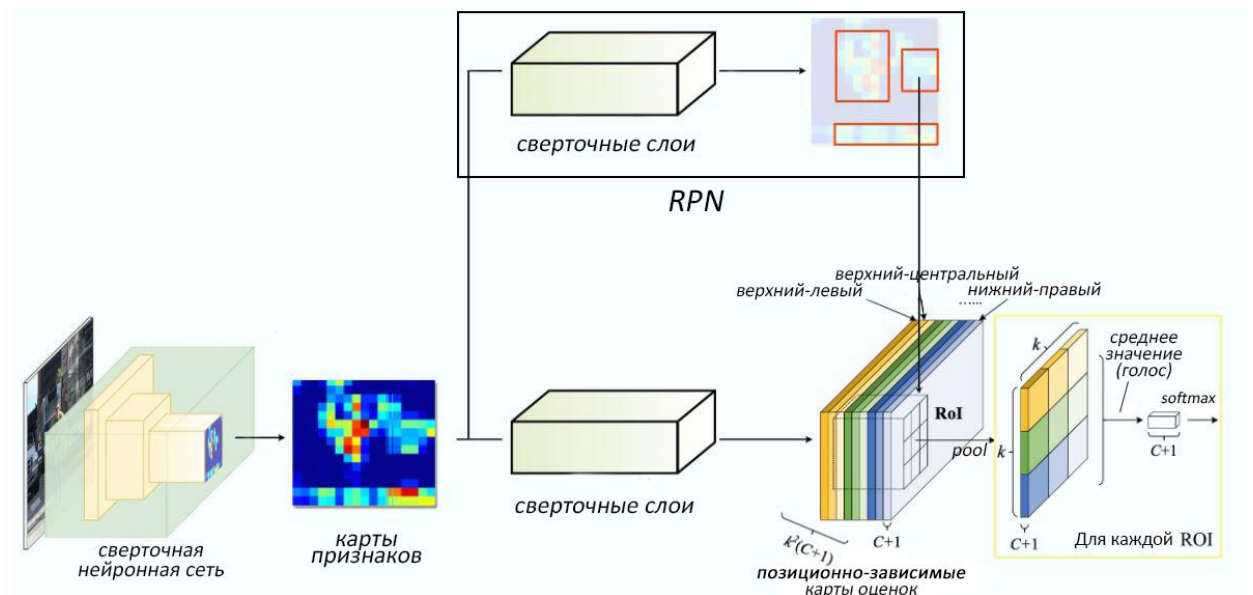 сверточные слои
RPN
верхний-центральный
верхний-левый
нижний-правый
......
k
среднее
значение
(голос)
softmax
RoI
pool
k
C+1
сверточная
нейронная сеть
карты
признаков
сверточные слои
k²(C+1)
C+1
C+1
Для каждой ROI
позиционно-зависимые
карты оценок